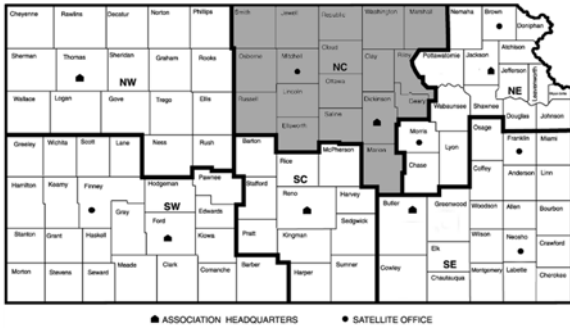 Cheyenne Rawlins Decatur Norton Phillips Smith Jewell Republic Washington Marshall Nemaha Brown Doniphan
Sherman Thomas Sheridan Graham Rooks Osborne Mitchell Cloud Clay Riley Pottawatomie Jackson Atchison
NW NC NE
Jefferson Leavenworth
Wallace Logan Gove Trego Ellis Russell Lincoln Ottawa Dickinson Geary Wabaunsee Shawnee
Ellsworth Saline Morris Douglas Johnson
Greeley Wichita Scott Lane Ness Rush Barton McPherson Marion Chase Lyon Osage Franklin Miami
Rice
Hamilton Kearny Finney Hodgeman Pawnee Stafford SC Reno Harvey Butler Greenwood Coffey Anderson Linn
SW
Gray Ford Edwards Sedgwick Woodson Allen Bourbon
Stanton Grant Haskell Kiowa Pratt Kingman Elk SE Wilson Neosho Crawford
Morton Stevens Seward Meade Clark Comanche Barber Harper Sumner Cowley Chautauqua Montgomery Labette Cherokee
ASSOCIATION HEADQUARTERS SATELLITE OFFICE